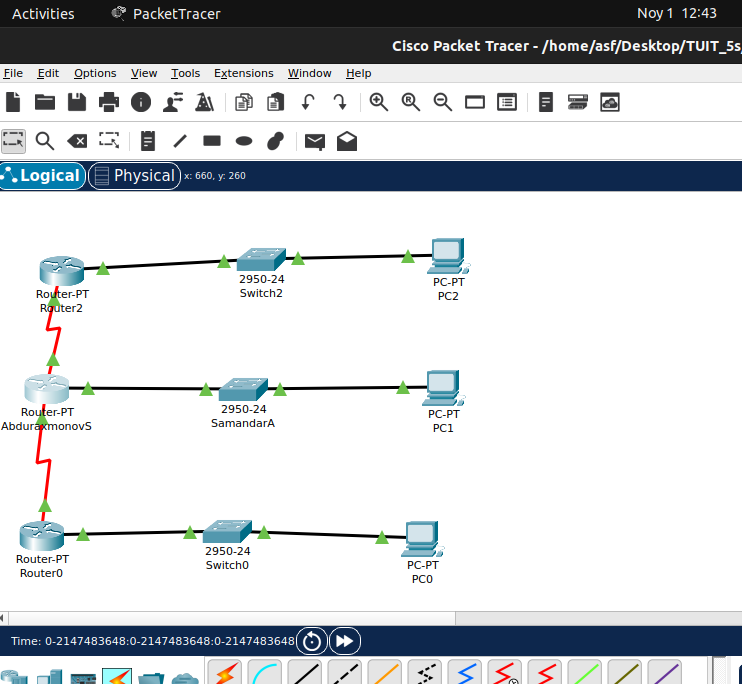 Activities PacketTracer Noy 1 12:43
Cisco Packet Tracer - /home/asf/Desktop/TUIT_5s
File Edit Options View Tools Extensions Window Help
Logical Physical x: 660, y: 260
Router-PT
Router2
2950-24
Switch2
PC-PT
PC2
Router-PT
AbduraxmonovS
2950-24
SamandarA
PC-PT
PC1
Router-PT
Router0
2950-24
Switch0
PC-PT
PC0
Time: 0-2147483648:0-2147483648:0-2147483648